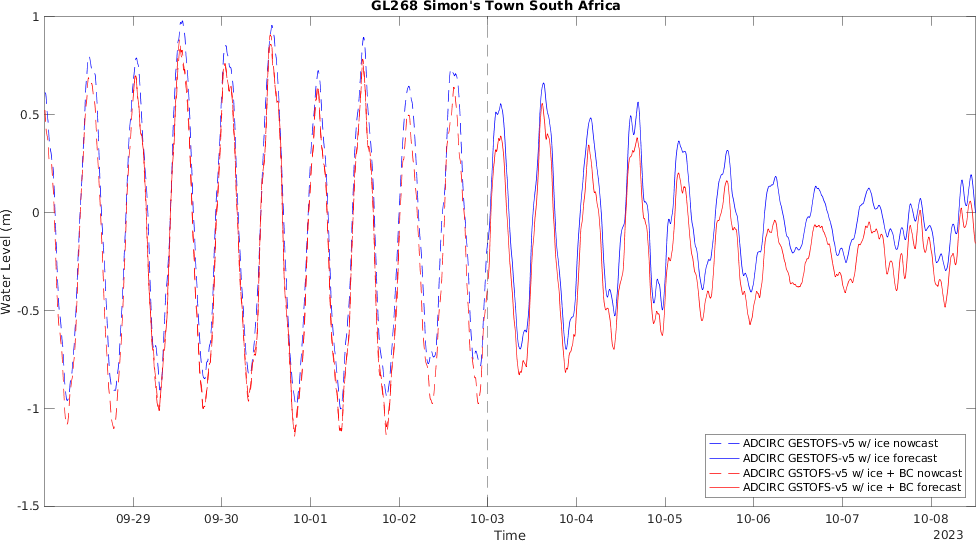 GL268 Simon's Town South Africa
Water Level (m)
1
0.5
0
-0.5
-1
-1.5
ADCIRC GESTOFS-v5 w/ ice nowcast
ADCIRC GESTOFS-v5 w/ ice forecast
ADCIRC GSTOFS-v5 w/ ice + BC nowcast
ADCIRC GSTOFS-v5 w/ ice + BC forecast
09-29 09-30 10-01 10-02 10-03 10-04 10-05 10-06 10-07 10-08
Time
2023